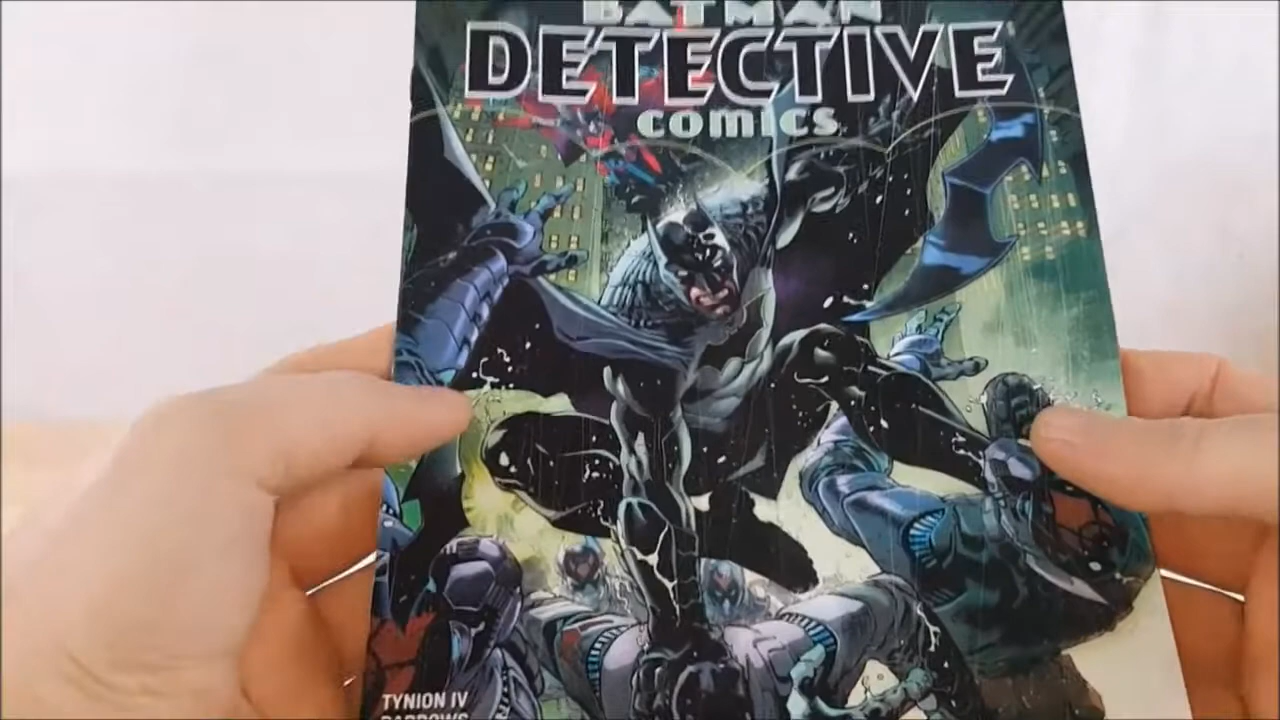 BATMAN
DETECTIVE
COMICS
TYNION IV
BARROWS